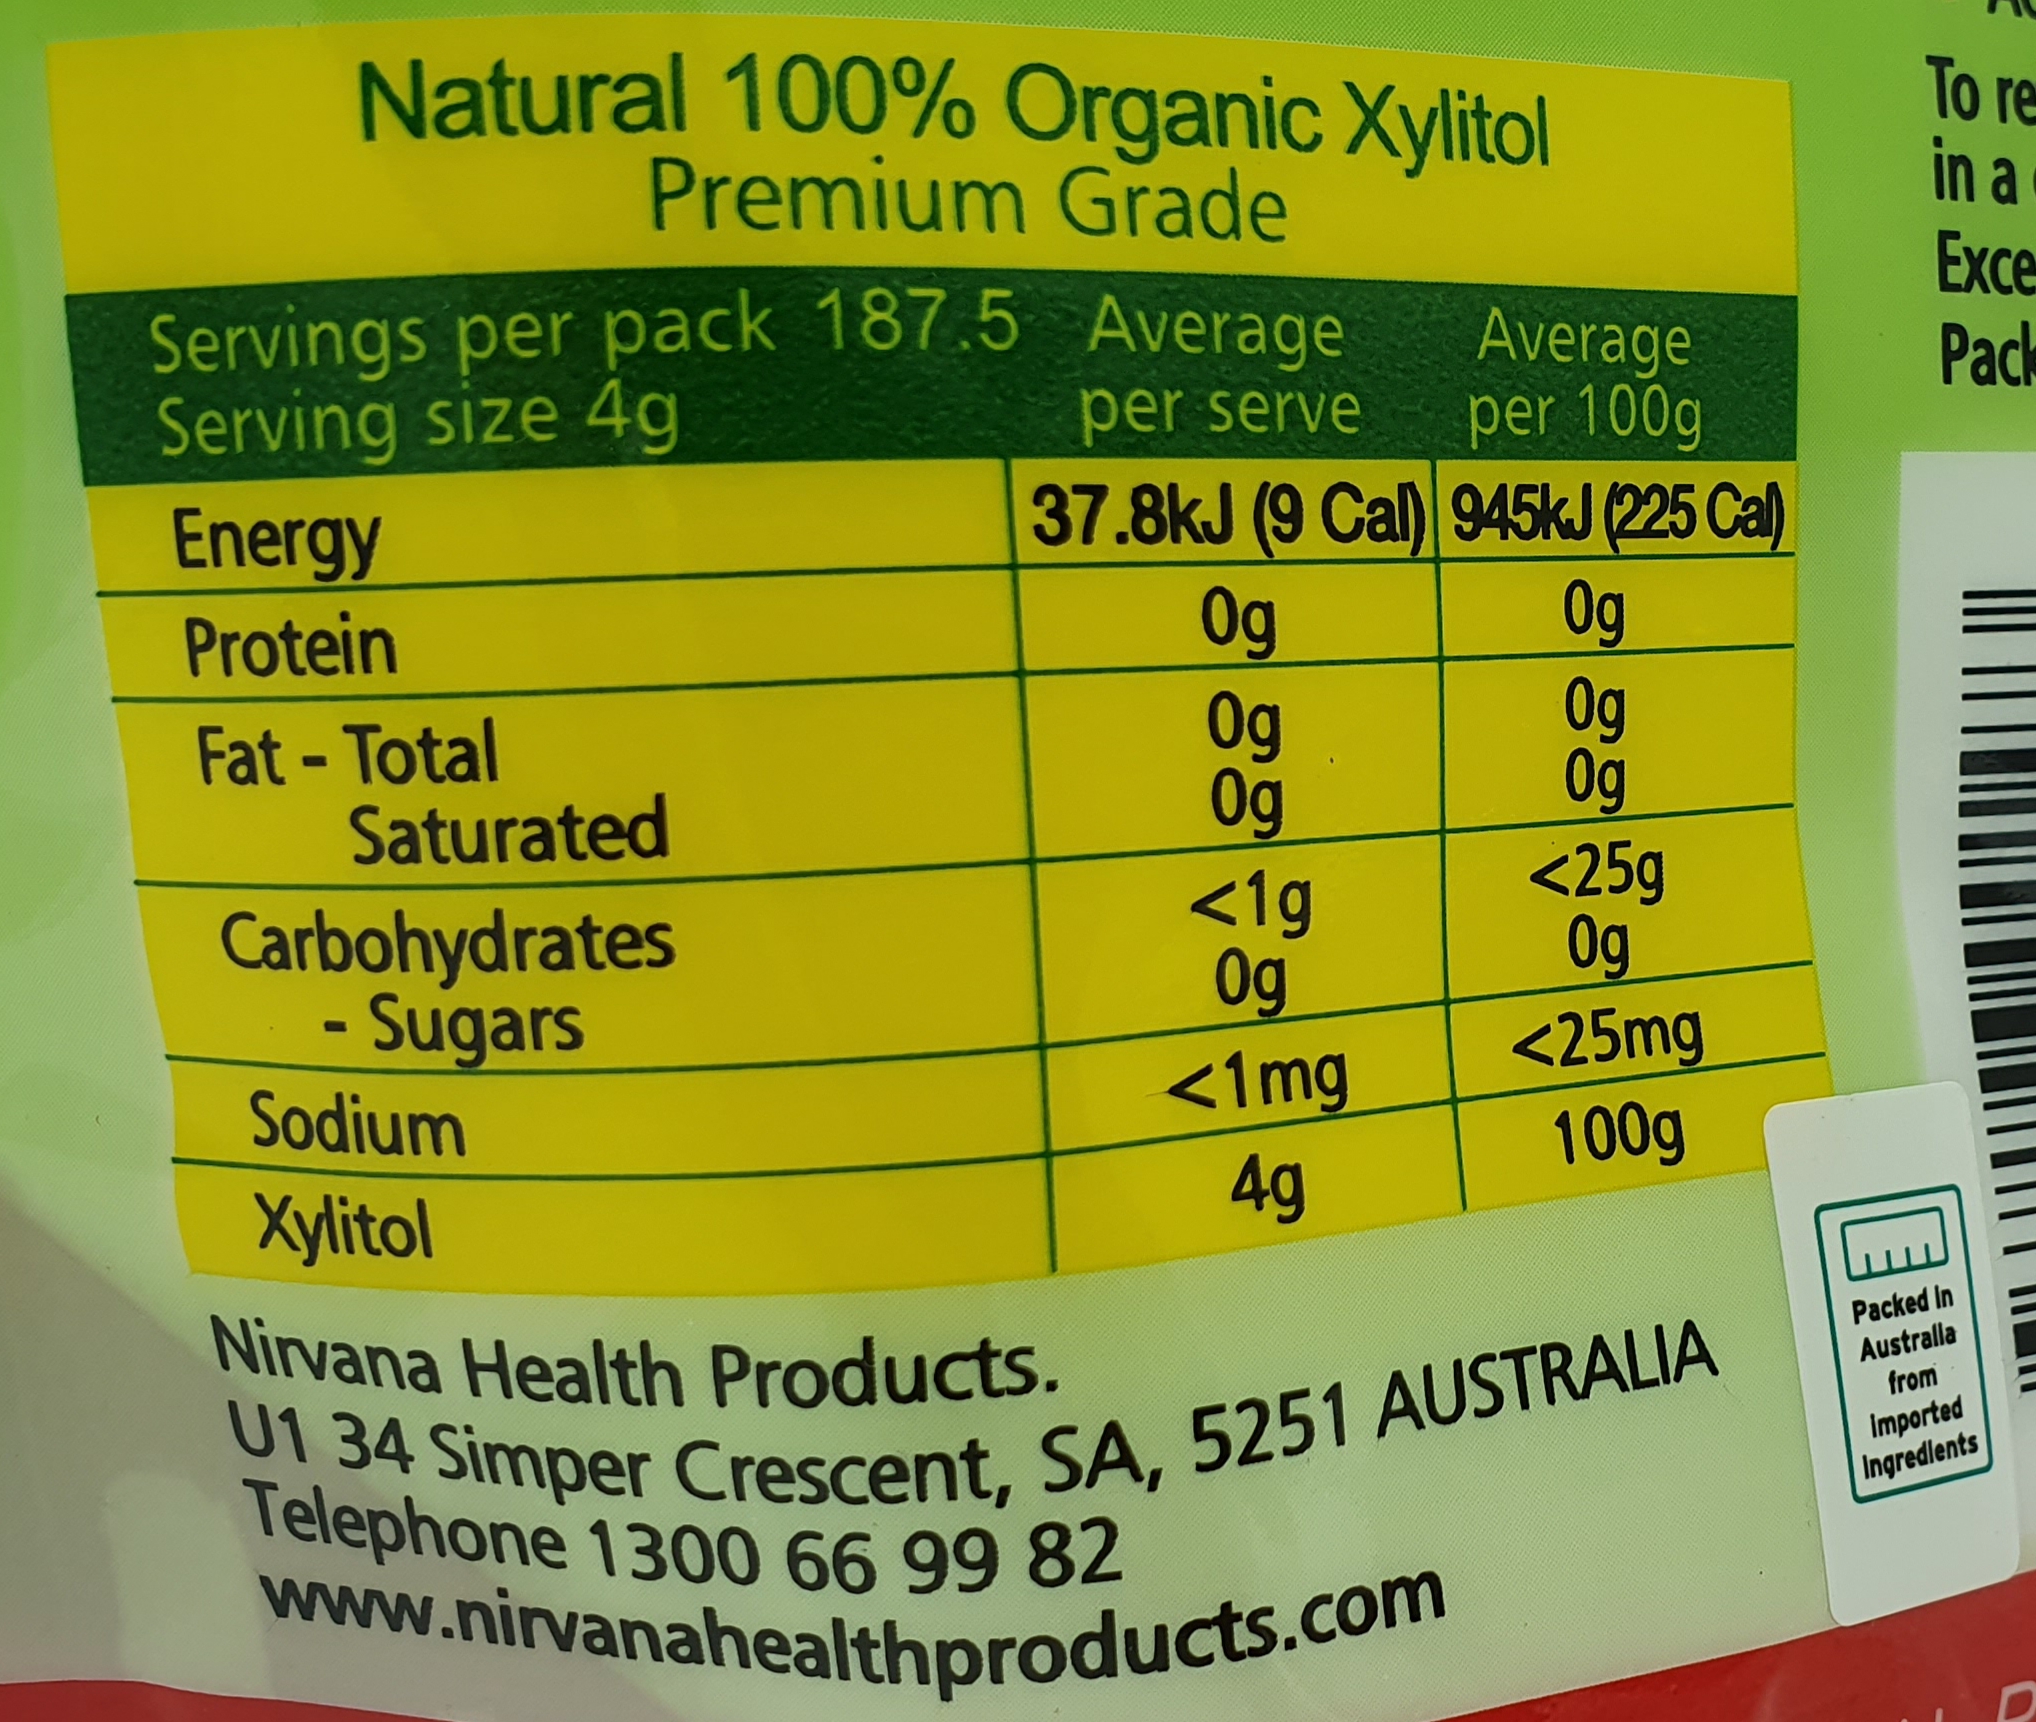 Natural 100% Organic Xylitol
Premium Grade
Servings per pack 187.5 Average Average
Serving size 4g per serve per 100g
Energy 37.8kJ (9 Cal) 945kJ (225 Cal)
Protein 0g 0g
Fat - Total 0g 0g
Saturated 0g 0g
Carbohydrates <1g <25g
- Sugars 0g 0g
Sodium <1mg <25mg
Xylitol 4g 100g
Nirvana Health Products.
U1 34 Simper Crescent, SA, 5251 AUSTRALIA
Telephone 1300 66 99 82
www.nirvanahealthproducts.com
To re
in a
Exce
Pack
Packed in
Australia
from
imported
ingredients